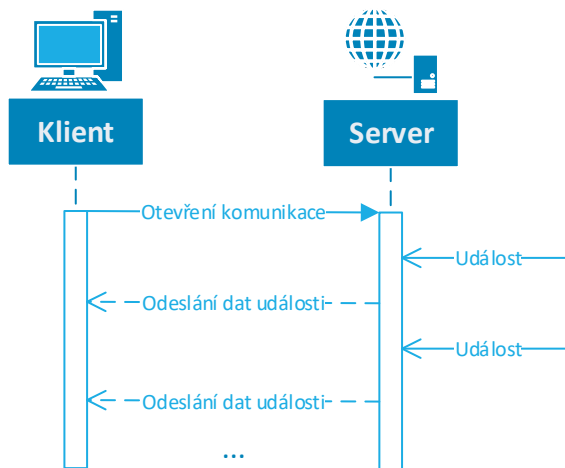 Klient
Server
Otevření komunikace
Událost
Odeslání dat události
Událost
Odeslání dat události
...